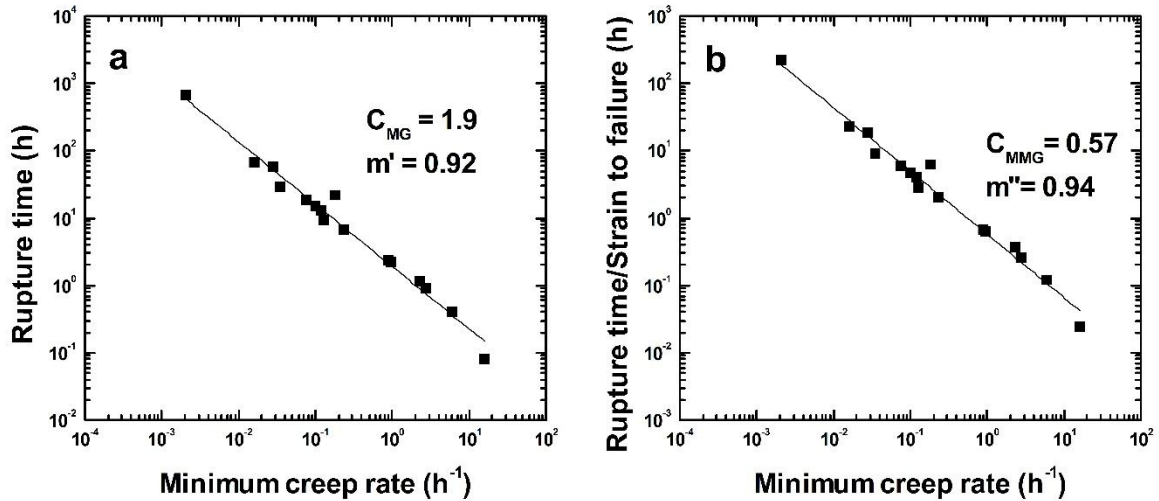 a
C_MG = 1.9
m' = 0.92
Rupture time (h)
10^4
10^3
10^2
10^1
10^0
10^-1
10^-2
10^-4
10^-3
10^-2
10^-1
10^0
10^1
10^2
Minimum creep rate (h^-1)
b
C_MMG = 0.57
m"= 0.94
Rupture time/Strain to failure (h)
10^3
10^2
10^1
10^0
10^-1
10^-2
10^-3
10^-4
10^-3
10^-2
10^-1
10^0
10^1
10^2
Minimum creep rate (h^-1)